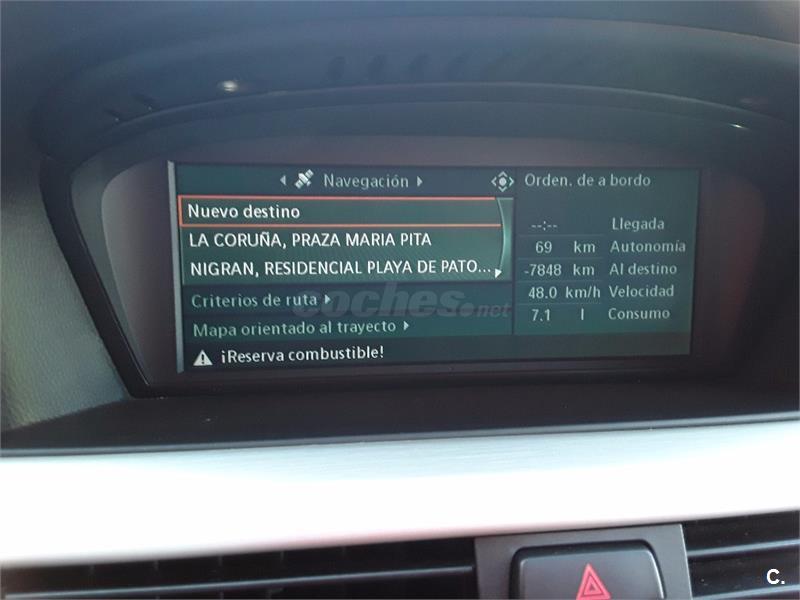 Navegación
Orden. de a bordo
Nuevo destino
LA CORUÑA, PRAZA MARIA PITA
NIGRAN, RESIDENCIAL PLAYA DE PATO...
Criterios de ruta
Mapa orientado al trayecto
¡Reserva combustible!
--:-- Llegada
69 km Autonomía
-7848 km Al destino
48.0 km/h Velocidad
7.1 l Consumo
coches.net
C.